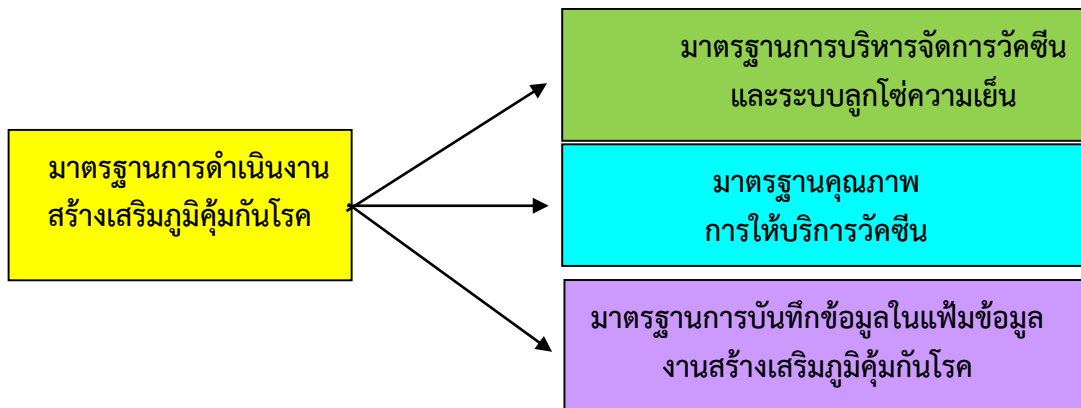 มาตรฐานการบริหารจัดการวัคซีน
และระบบลูกโซ่ความเย็น
มาตรฐานการดำเนินงาน
สร้างเสริมภูมิคุ้มกันโรค
มาตรฐานคุณภาพ
การให้บริการวัคซีน
มาตรฐานการบันทึกข้อมูลในแฟ้มข้อมูล
งานสร้างเสริมภูมิคุ้มกันโรค